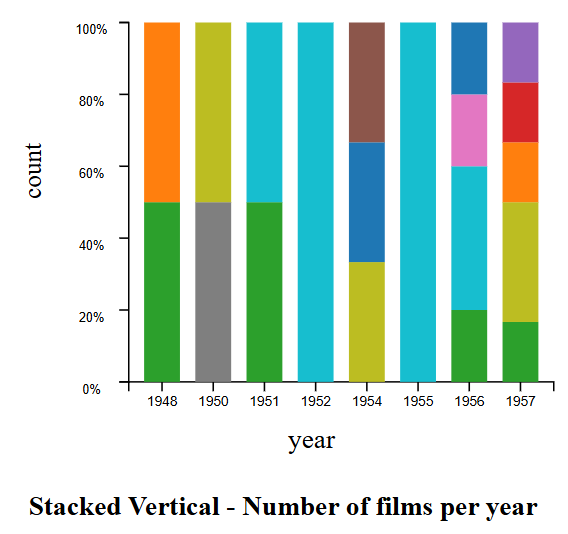 100%
80%
60%
40%
20%
0%
count
1948 1950 1951 1952 1954 1955 1956 1957
year
Stacked Vertical - Number of films per year